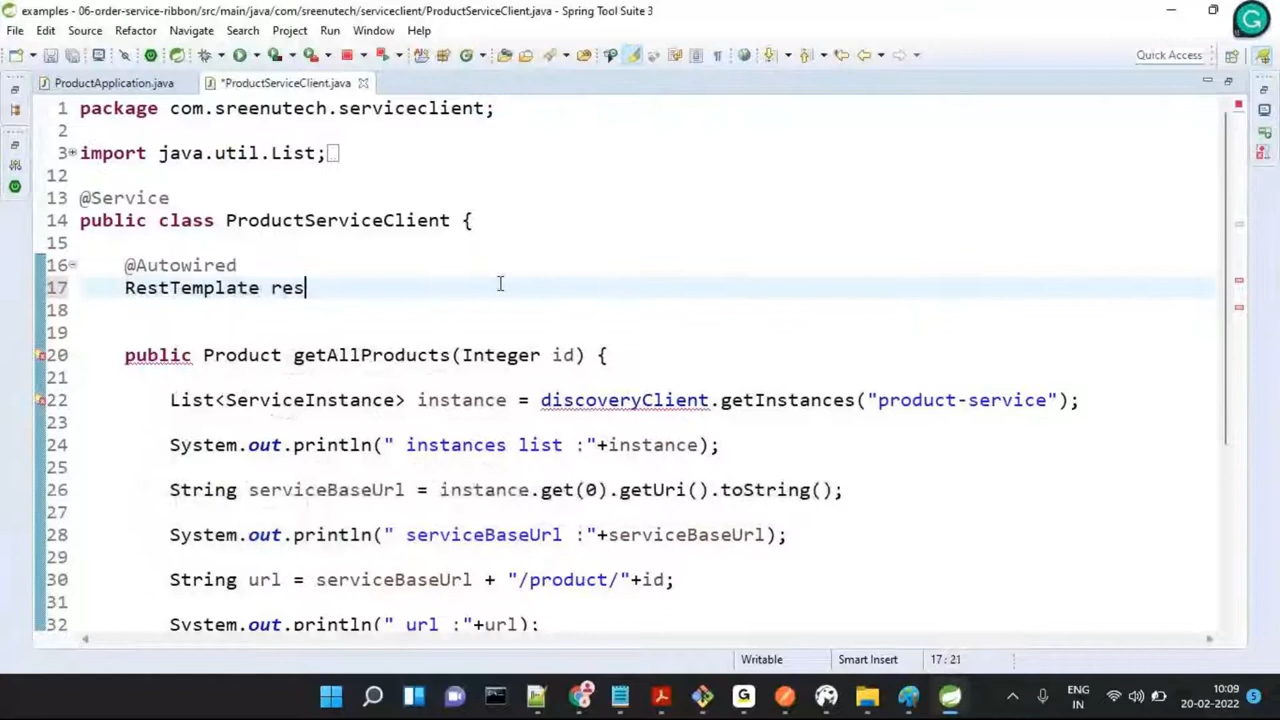 examples - 06-order-service-ribbon/src/main/java/com/sreenutech/serviceclient/ProductServiceClient.java - Spring Tool Suite 3
File Edit Source Refactor Navigate Search Project Run Window Help
Quick Access
ProductApplication.java *ProductServiceClient.java
1 package com.sreenutech.serviceclient;
2
3 import java.util.List;
12
13 @Service
14 public class ProductServiceClient {
15
16 @Autowired
17 RestTemplate res
18
19
20 public Product getAllProducts(Integer id) {
21
22 List<ServiceInstance> instance = discoveryClient.getInstances("product-service");
23
24 System.out.println(" instances list :"+instance);
25
26 String serviceBaseUrl = instance.get(0).getUri().toString();
27
28 System.out.println(" serviceBaseUrl :"+serviceBaseUrl);
29
30 String url = serviceBaseUrl + "/product/"+id;
31
32 System.out.println(" url :"+url);
Writable Smart Insert 17 : 21
ENG 10:09
IN 20-02-2022 5